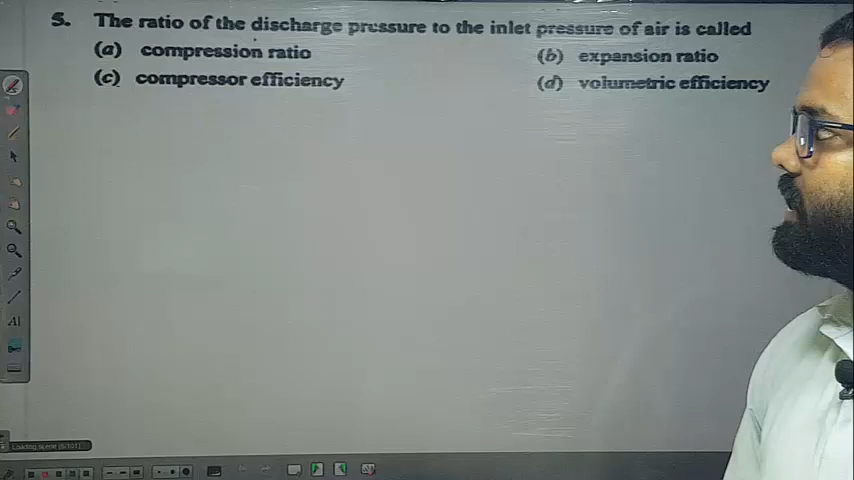 5. The ratio of the discharge pressure to the inlet pressure of air is called
(a) compression ratio (b) expansion ratio
(c) compressor efficiency (d) volumetric efficiency
A|